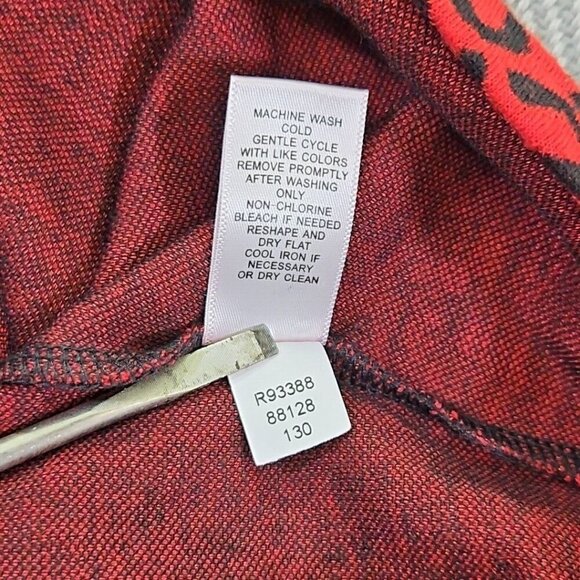 MACHINE WASH
COLD
GENTLE CYCLE
WITH LIKE COLORS
REMOVE PROMPTLY
AFTER WASHING
ONLY
NON-CHLORINE
BLEACH IF NEEDED
RESHAPE AND
DRY FLAT
COOL IRON IF
NECESSARY
OR DRY CLEAN
R93388
88128
130